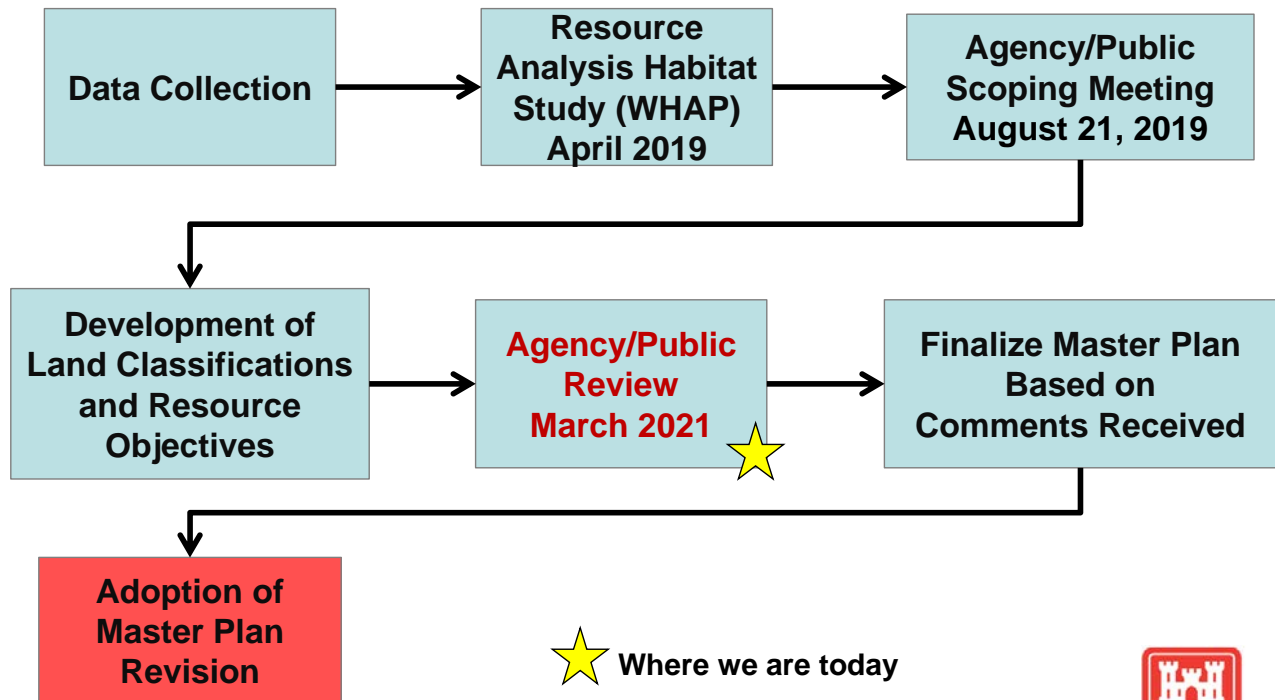 Data Collection
Resource
Analysis Habitat
Study (WHAP)
April 2019
Agency/Public
Scoping Meeting
August 21, 2019
Development of
Land Classifications
and Resource
Objectives
Agency/Public
Review
March 2021
Finalize Master Plan
Based on
Comments Received
Adoption of
Master Plan
Revision
Where we are today